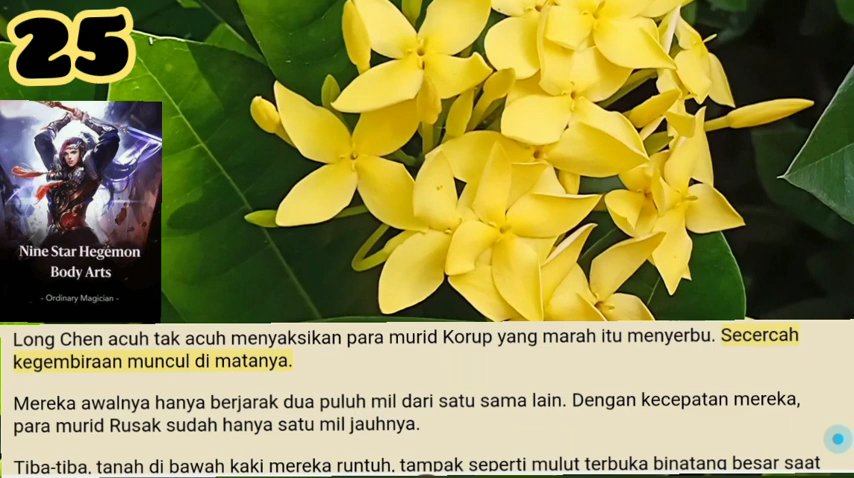 25
Nine Star Hegemon
Body Arts
- Ordinary Magician -
Long Chen acuh tak acuh menyaksikan para murid Korup yang marah itu menyerbu. Secercah
kegembiraan muncul di matanya.
Mereka awalnya hanya berjarak dua puluh mil dari satu sama lain. Dengan kecepatan mereka,
para murid Rusak sudah hanya satu mil jauhnya.
Tiba-tiba, tanah di bawah kaki mereka runtuh, tampak seperti mulut terbuka binatang besar saat